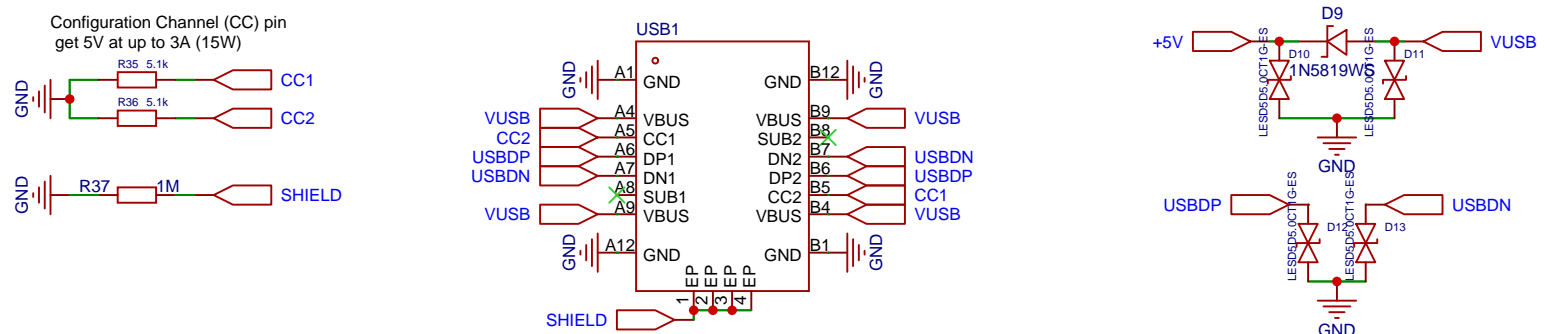 Configuration Channel (CC) pin
get 5V at up to 3A (15W)
R35 5.1k
CC1
GND
R36 5.1k
CC2
GND
R37
1M
SHIELD
USB1
GND
A1
GND
GND
B12
GND
VUSB
A4
VBUS
VBUS
B9
VUSB
CC2
A5
CC1
SUB2
B8
USBDP
A6
DP1
DN2
B7
USBDN
USBDN
A7
DN1
DP2
B6
USBDP
A8
SUB1
CC2
B5
CC1
VUSB
A9
VBUS
VBUS
B4
VUSB
GND
A12
GND
GND
B1
GND
EP
EP
EP
EP
1
2
3
4
SHIELD
D9
+5V
VUSB
D10
D11
1N5819WS
LESD5D5.0CT1G-ES
LESD5D5.0CT1G-ES
GND
USBDP
USBDN
D12
D13
LESD5D5.0CT1G-ES
LESD5D5.0CT1G-ES
GND